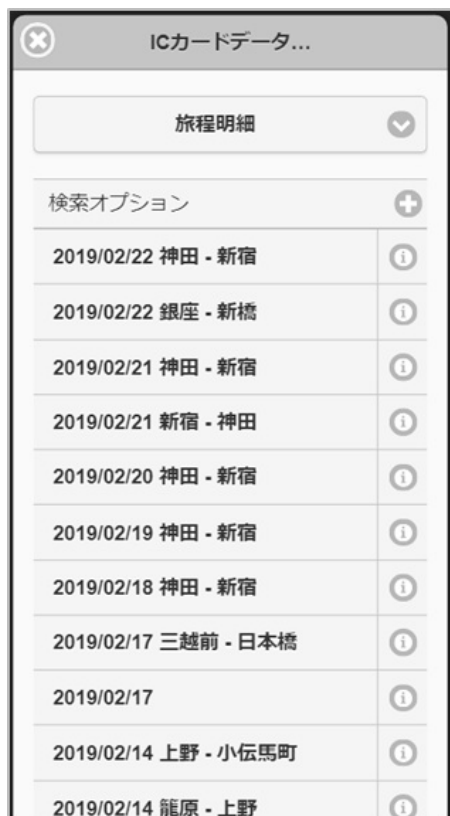 ICカードデータ...
旅程明細
検索オプション
2019/02/22 神田 - 新宿
2019/02/22 銀座 - 新橋
2019/02/21 神田 - 新宿
2019/02/21 新宿 - 神田
2019/02/20 神田 - 新宿
2019/02/19 神田 - 新宿
2019/02/18 神田 - 新宿
2019/02/17 三越前 - 日本橋
2019/02/17
2019/02/14 上野 - 小伝馬町
2019/02/14 籠原 - 上野